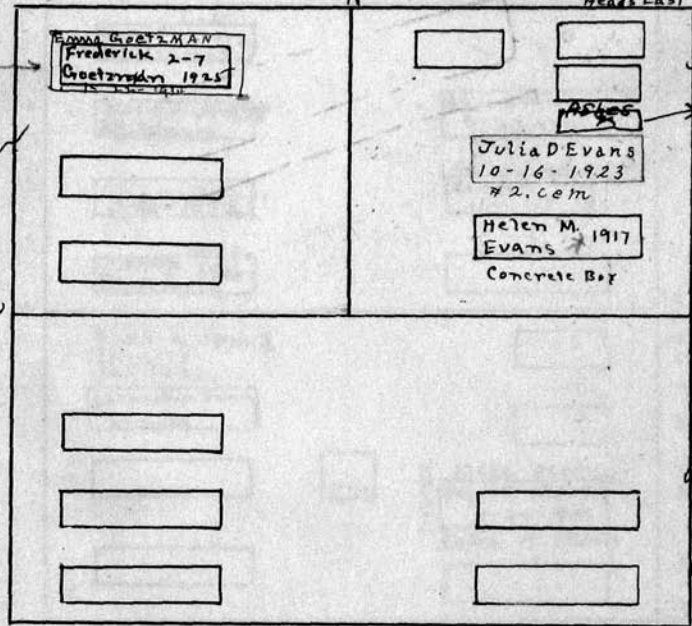 N
Heads East
Emma Goetzman
Frederick 2-7
Goetzman 1925
Ashes
Julia D Evans
10-16-1923
#2. cem
Helen M.
Evans 1917
Concrete Box